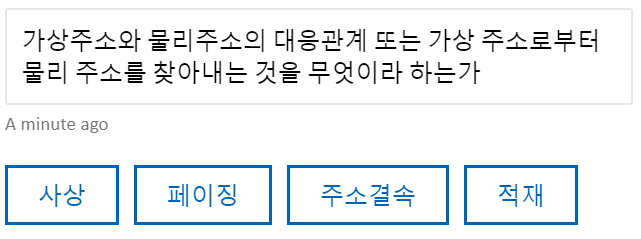 가상주소와 물리주소의 대응관계 또는 가상 주소로부터
물리 주소를 찾아내는 것을 무엇이라 하는가
A minute ago
사상
페이징
주소결속
적재